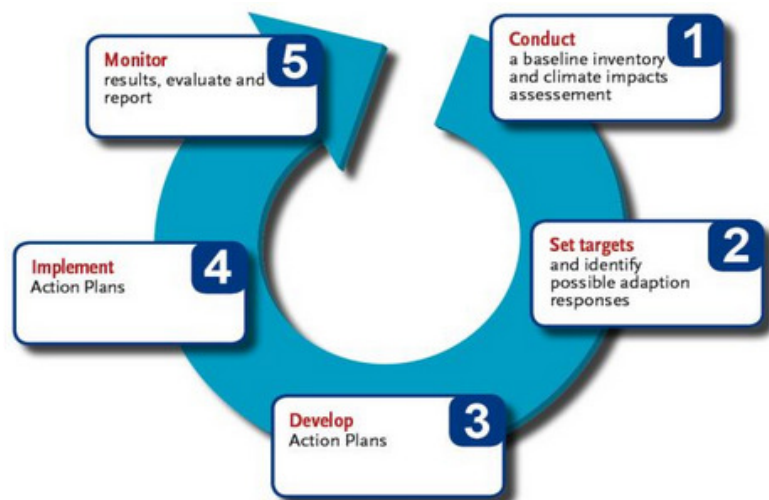 1
Conduct
a baseline inventory
and climate impacts
assessement
2
Set targets
and identify
possible adaption
responses
3
Develop
Action Plans
4
Implement
Action Plans
5
Monitor
results, evaluate and
report